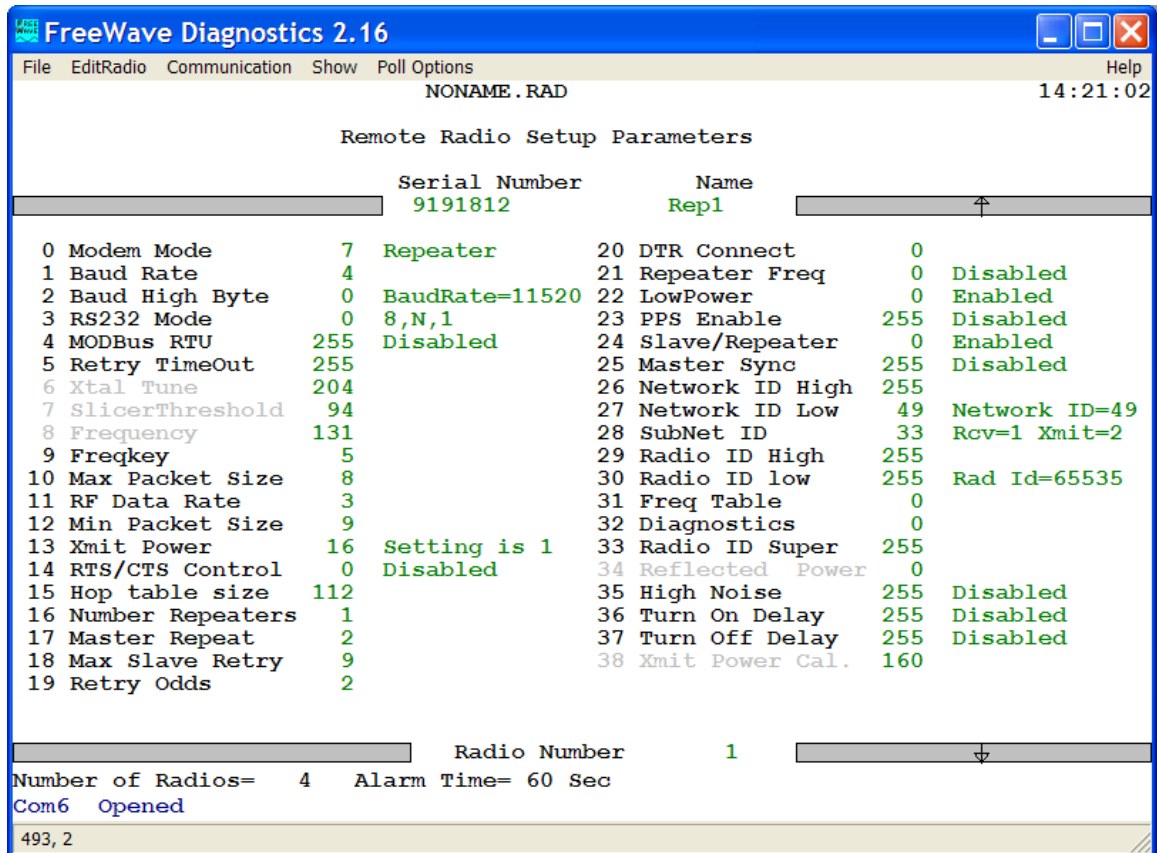 FreeWave Diagnostics 2.16
File EditRadio Communication Show Poll Options Help
NONAME.RAD 14:21:02
Remote Radio Setup Parameters
Serial Number Name
9191812 Rep1
0 Modem Mode 7 Repeater 20 DTR Connect 0
1 Baud Rate 4 21 Repeater Freq 0 Disabled
2 Baud High Byte 0 BaudRate=11520 22 LowPower 0 Enabled
3 RS232 Mode 0 8,N,1 23 PPS Enable 255 Disabled
4 MODBus RTU 255 Disabled 24 Slave/Repeater 0 Enabled
5 Retry TimeOut 255 25 Master Sync 255 Disabled
6 Xtal Tune 204 26 Network ID High 255
7 SlicerThreshold 94 27 Network ID Low 49 Network ID=49
8 Frequency 131 28 SubNet ID 33 Rcv=1 Xmit=2
9 Freqkey 5 29 Radio ID High 255
10 Max Packet Size 8 30 Radio ID low 255 Rad Id=65535
11 RF Data Rate 3 31 Freq Table 0
12 Min Packet Size 9 32 Diagnostics 0
13 Xmit Power 16 Setting is 1 33 Radio ID Super 255
14 RTS/CTS Control 0 Disabled 34 Reflected Power 0
15 Hop table size 112 35 High Noise 255 Disabled
16 Number Repeaters 1 36 Turn On Delay 255 Disabled
17 Master Repeat 2 37 Turn Off Delay 255 Disabled
18 Max Slave Retry 9 38 Xmit Power Cal. 160
19 Retry Odds 2
Radio Number 1
Number of Radios= 4 Alarm Time= 60 Sec
Com6 Opened
493, 2